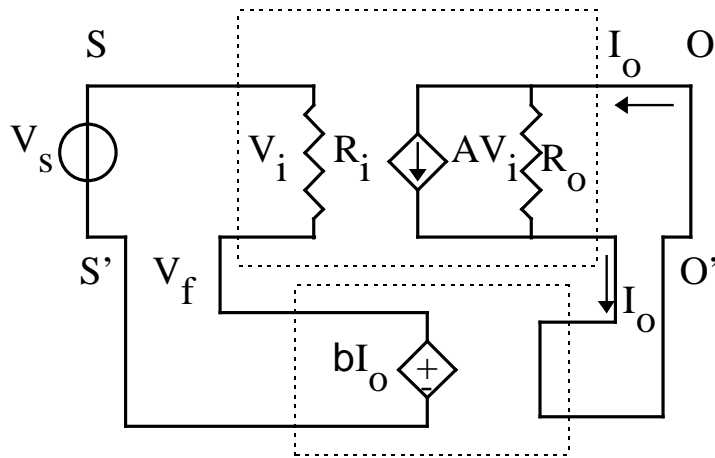 S
I_o
O
V_s
V_i
R_i
AV_i
R_o
S'
V_f
O'
I_o
bI_o
+
-